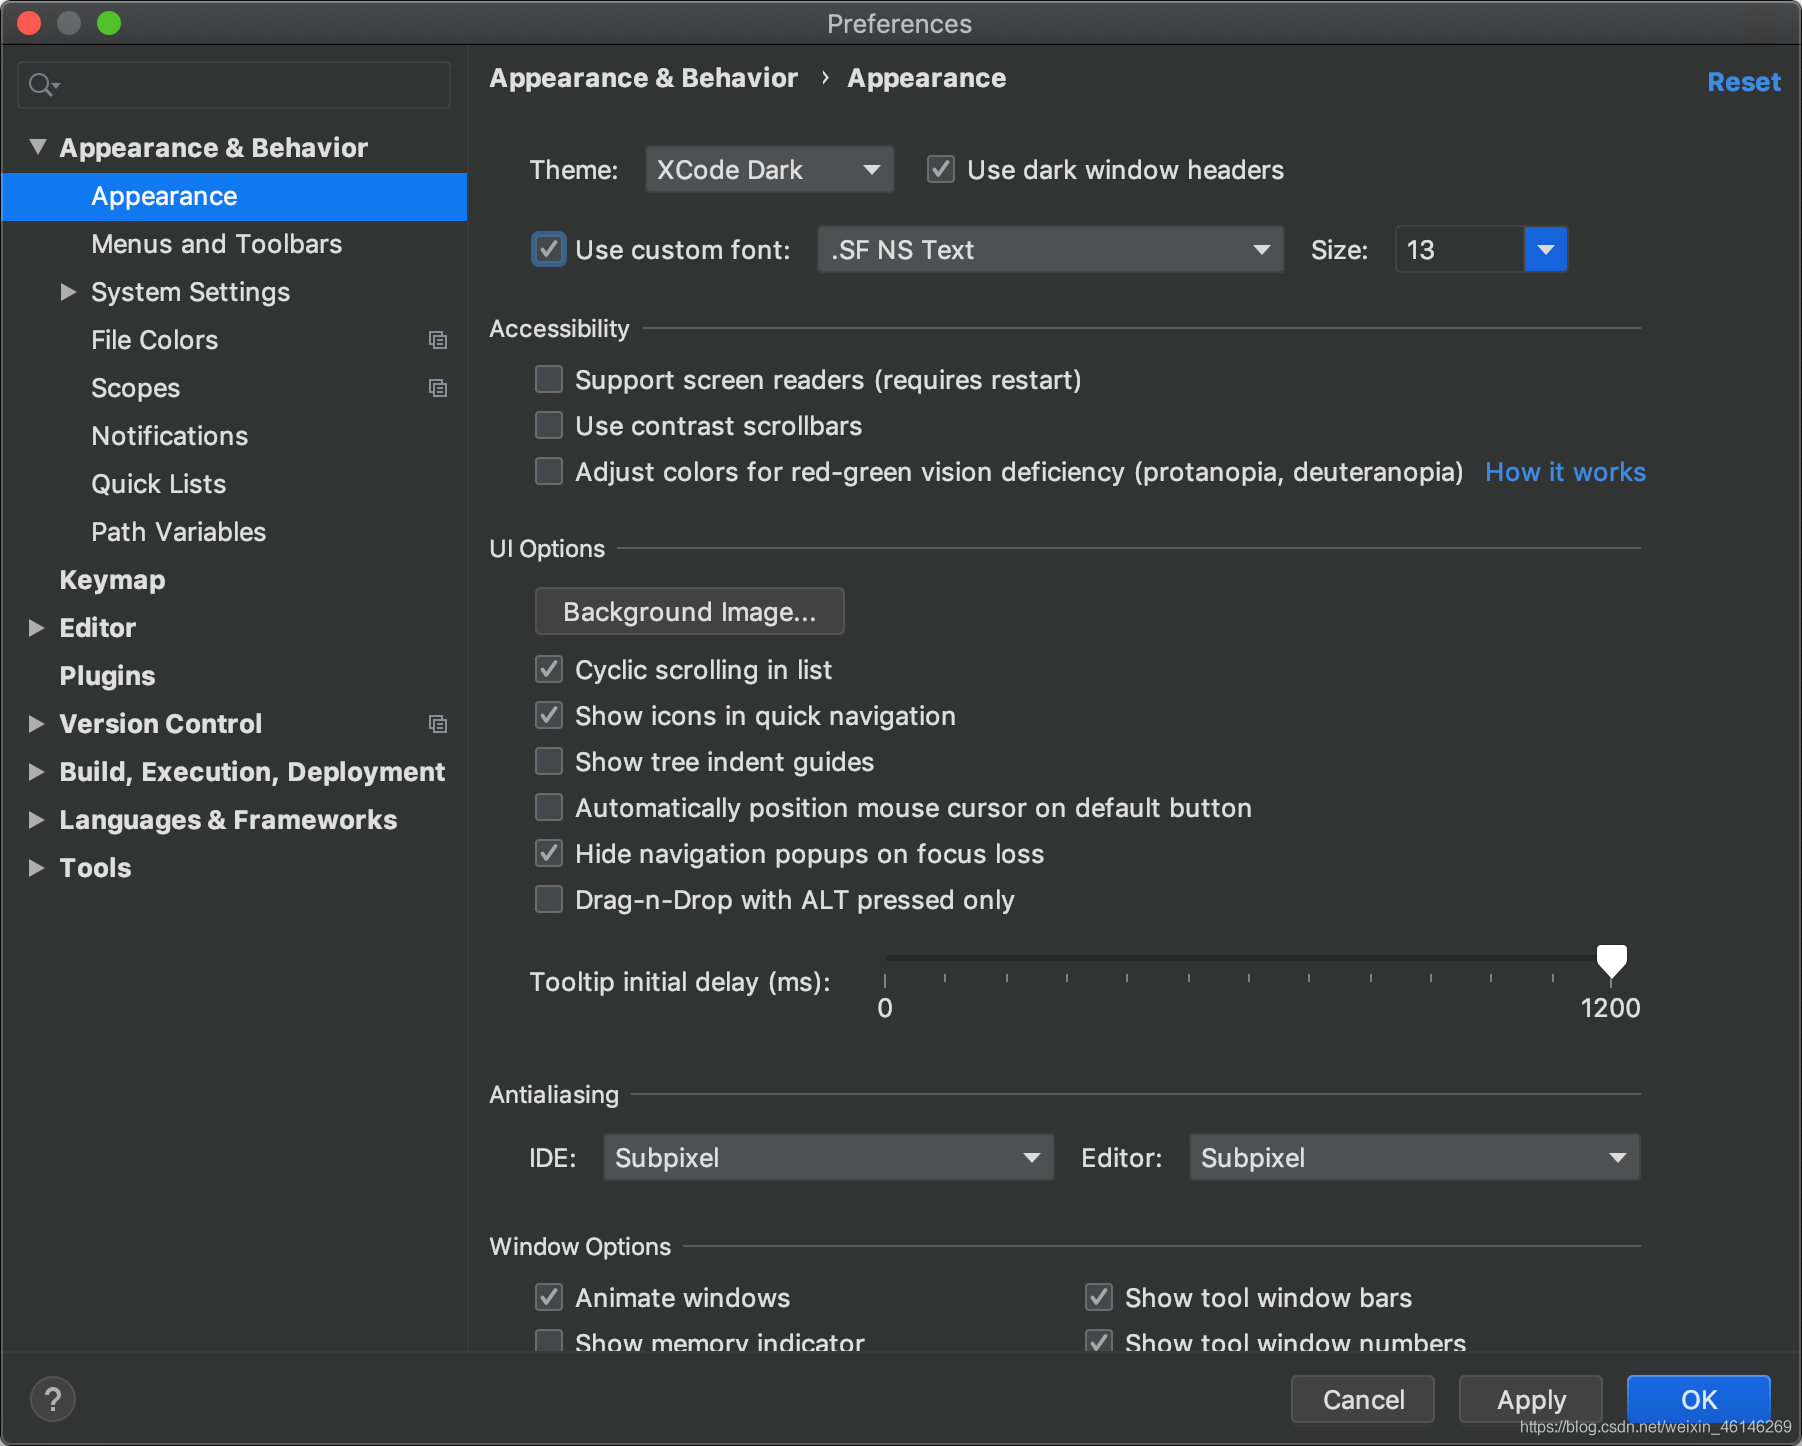 Preferences
Appearance & Behavior
Appearance
Menus and Toolbars
System Settings
File Colors
Scopes
Notifications
Quick Lists
Path Variables
Keymap
Editor
Plugins
Version Control
Build, Execution, Deployment
Languages & Frameworks
Tools
Appearance & Behavior › Appearance
Reset
Theme: XCode Dark Use dark window headers
Use custom font: .SF NS Text Size: 13
Accessibility
Support screen readers (requires restart)
Use contrast scrollbars
Adjust colors for red-green vision deficiency (protanopia, deuteranopia) How it works
UI Options
Background Image...
Cyclic scrolling in list
Show icons in quick navigation
Show tree indent guides
Automatically position mouse cursor on default button
Hide navigation popups on focus loss
Drag-n-Drop with ALT pressed only
Tooltip initial delay (ms):
0 1200
Antialiasing
IDE: Subpixel Editor: Subpixel
Window Options
Animate windows Show tool window bars
Show memory indicator Show tool window numbers
? Cancel Apply OK
https://blog.csdn.net/weixin_46146269